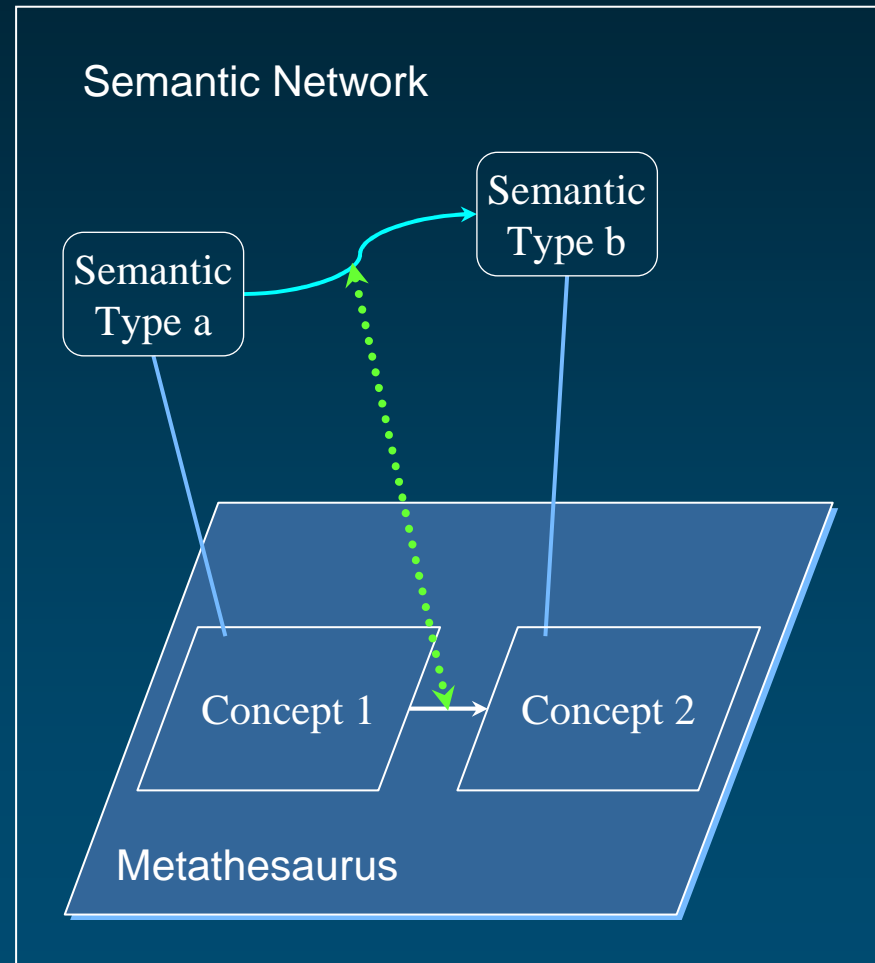 Semantic Network
Semantic
Type b
Semantic
Type a
Concept 1
Concept 2
Metathesaurus